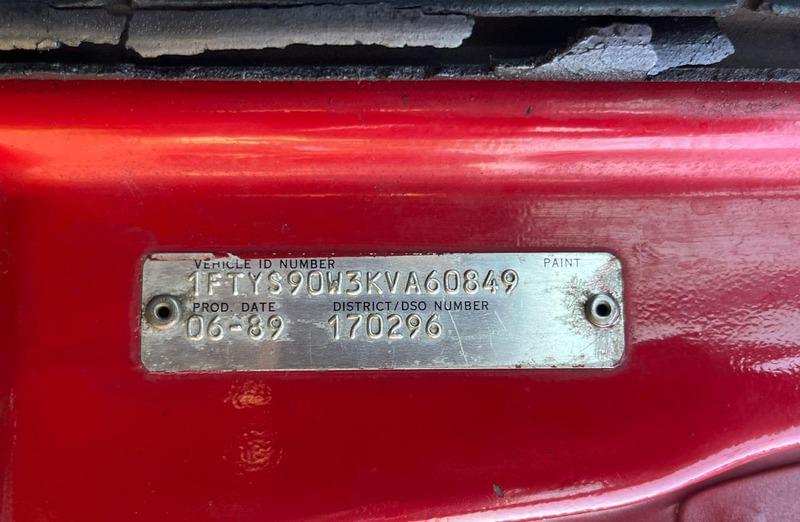 VEHICLE ID NUMBER PAINT
1FTYS90W3KVA60849
PROD. DATE DISTRICT/DSO NUMBER
06-89 170296